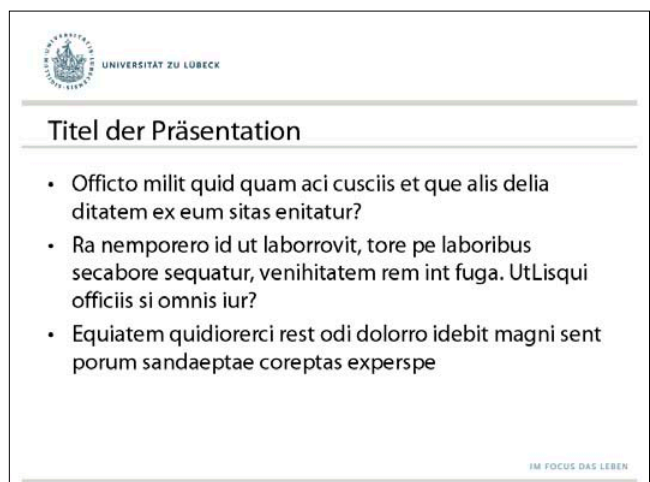 UNIVERSITÄT ZU LÜBECK
Titel der Präsentation
• Officto milit quid quam aci cusciis et que alis delia
ditatem ex eum sitas enitatur?
• Ra nemporero id ut laborrovit, tore pe laboribus
secabore sequatur, venihitatem rem int fuga. UtLisqui
officiis si omnis iur?
• Equiatem quidiorerci rest odi dolorro idebit magni sent
porum sandaeptae coreptas experspe
IM FOCUS DAS LEBEN